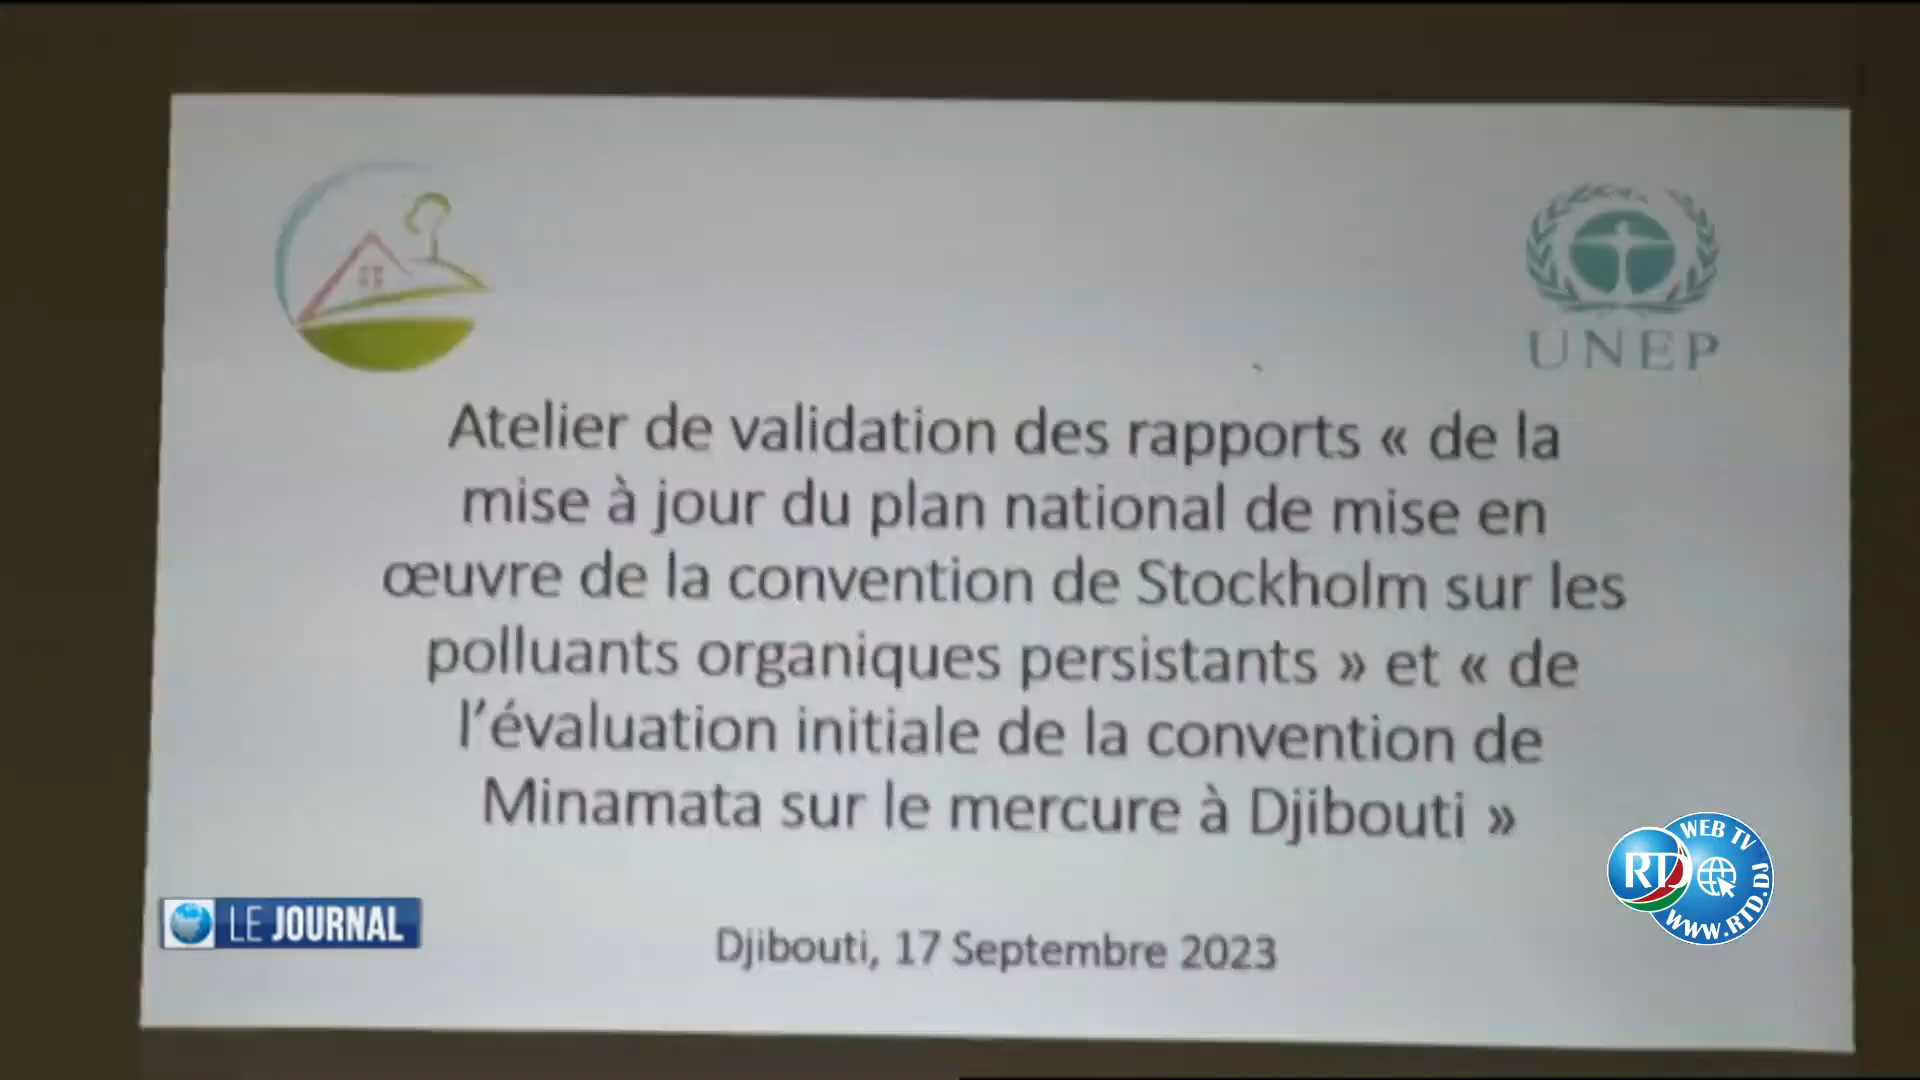 UNEP
Atelier de validation des rapports « de la
mise à jour du plan national de mise en
œuvre de la convention de Stockholm sur les
polluants organiques persistants » et « de
l'évaluation initiale de la convention de
Minamata sur le mercure à Djibouti »
Djibouti, 17 Septembre 2023
LE JOURNAL
RTD
WEB TV
WWW.RTD.DJ